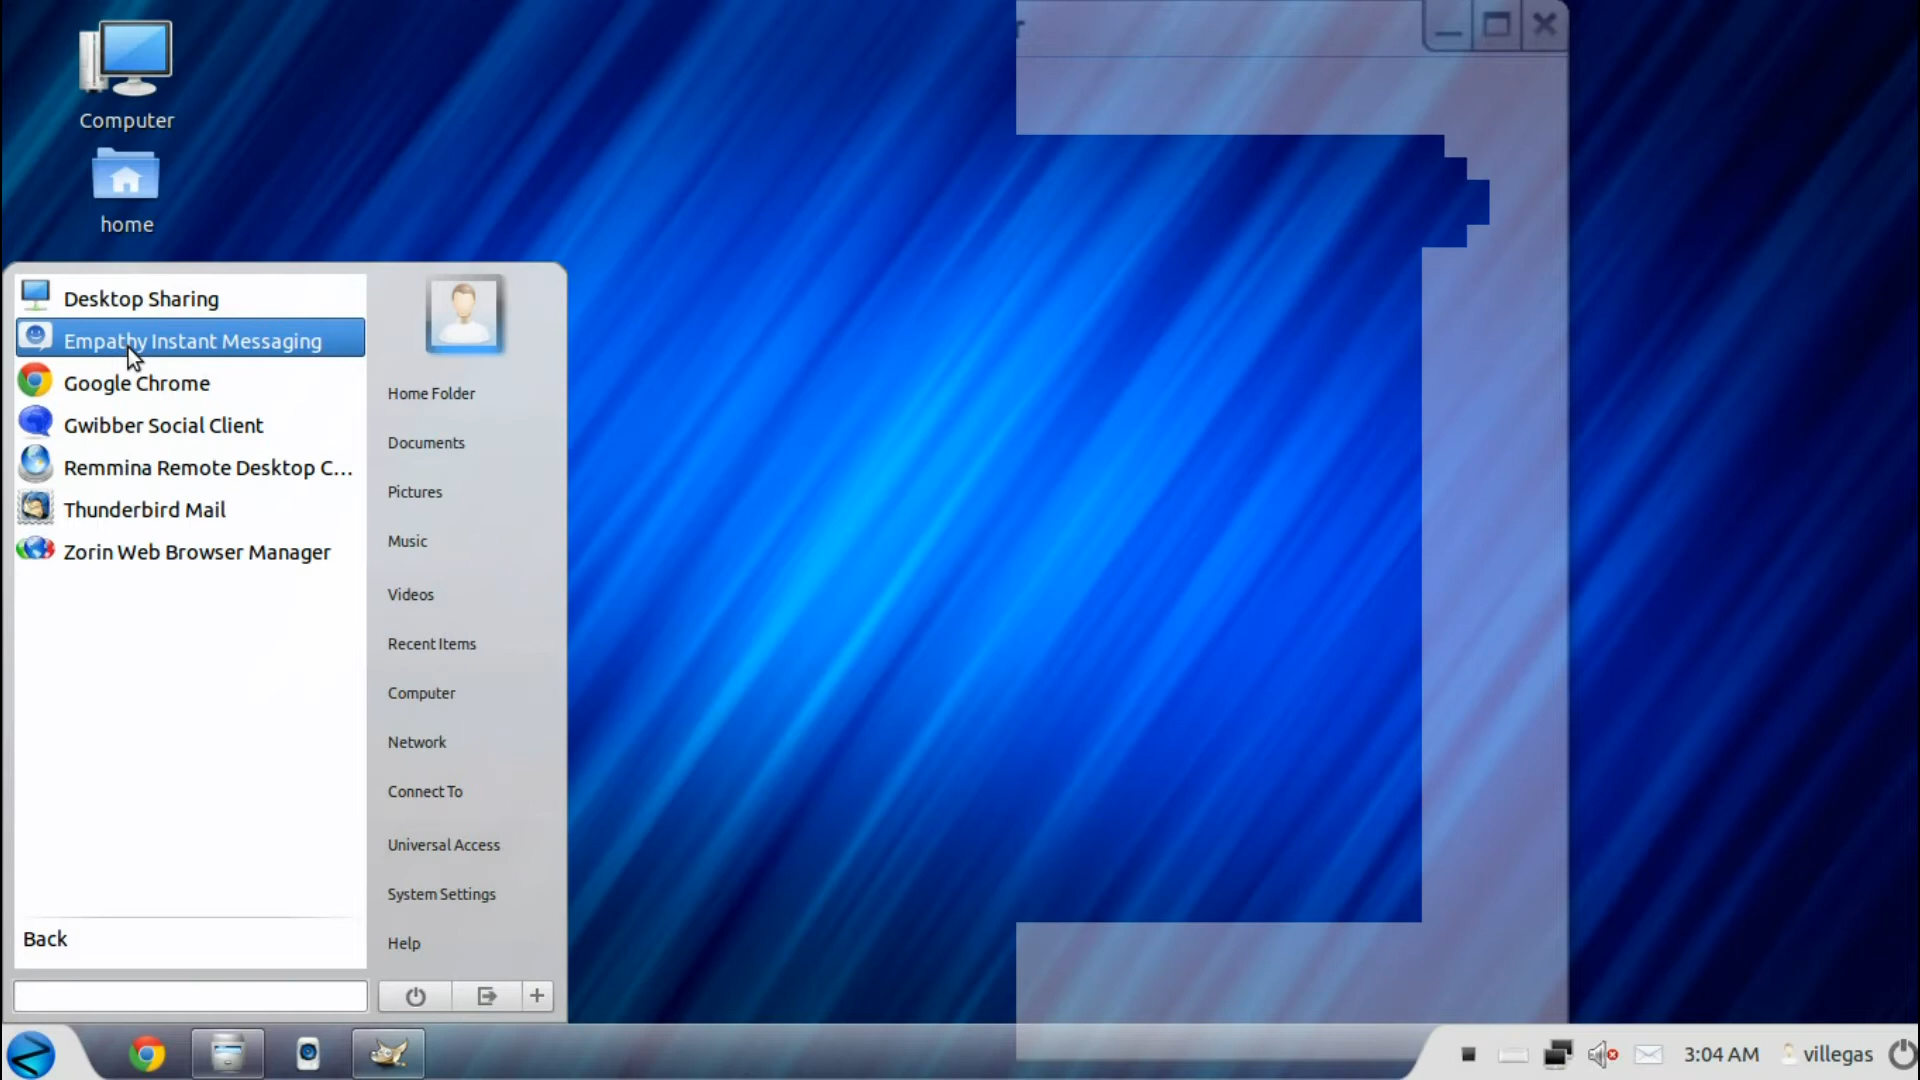 Computer
home
Desktop Sharing
Empathy Instant Messaging
Google Chrome
Gwibber Social Client
Remmina Remote Desktop C...
Thunderbird Mail
Zorin Web Browser Manager
Back
Home Folder
Documents
Pictures
Music
Videos
Recent Items
Computer
Network
Connect To
Universal Access
System Settings
Help
3:04 AM
villegas